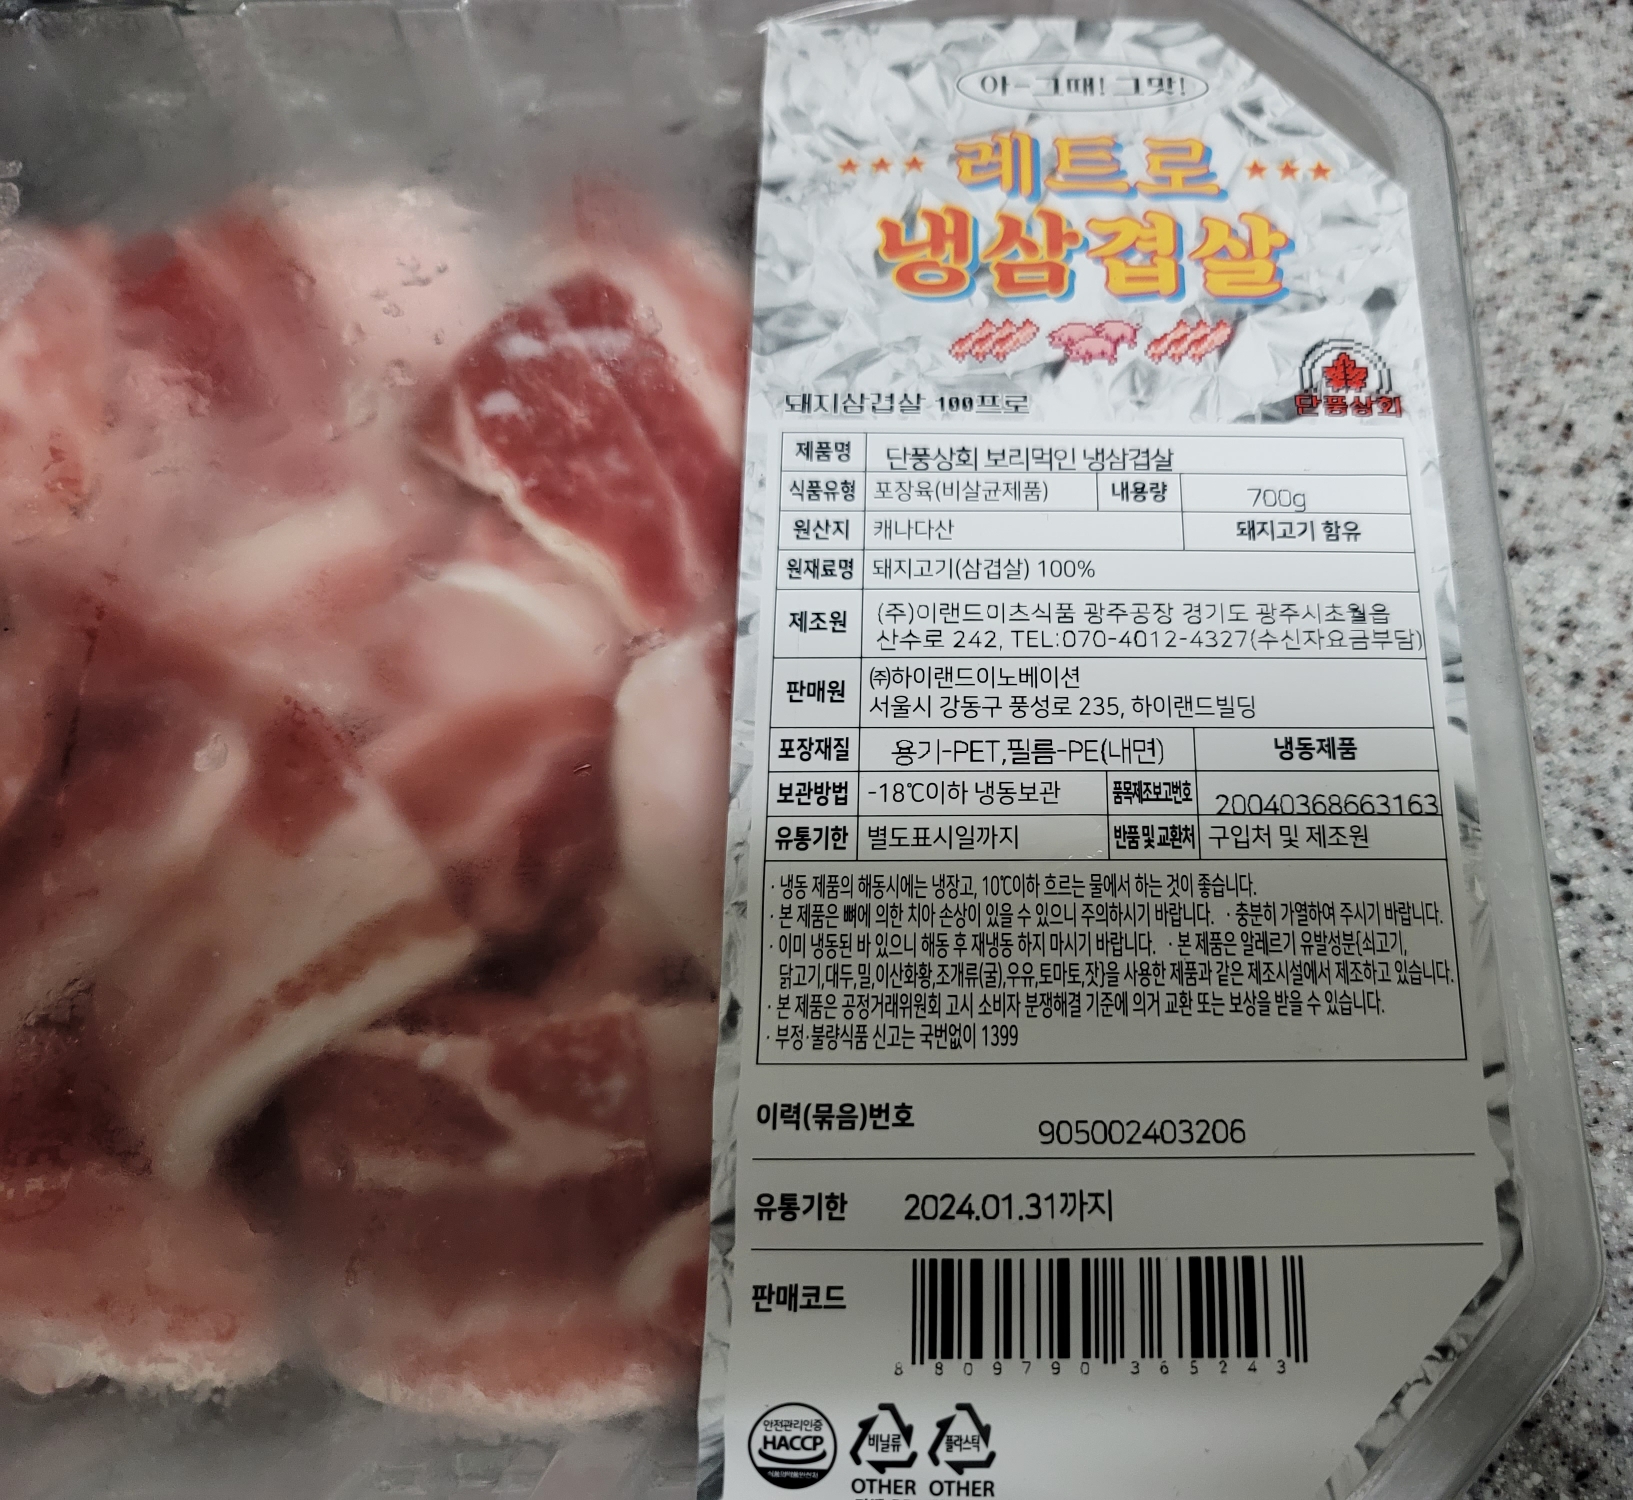 아-그때! 그맛!
레트로
냉삼겹살
단풍상회
돼지삼겹살 100프로
제품명 단풍상회 보리먹인 냉삼겹살
식품유형 포장육(비살균제품) 내용량 700g
원산지 캐나다산 돼지고기 함유
원재료명 돼지고기(삼겹살) 100%
제조원 (주)이랜드미츠식품 광주공장 경기도 광주시초월읍
산수로 242, TEL:070-4012-4327(수신자요금부담)
판매원 ㈜하이랜드이노베이션
서울시 강동구 풍성로 235, 하이랜드빌딩
포장재질 용기-PET,필름-PE(내면) 냉동제품
보관방법 -18℃이하 냉동보관 품목제조보고번호 20040368663163
유통기한 별도표시일까지 반품 및 교환처 구입처 및 제조원
· 냉동 제품의 해동시에는 냉장고, 10℃이하 흐르는 물에서 하는 것이 좋습니다.
· 본 제품은 뼈에 의한 치아 손상이 있을 수 있으니 주의하시기 바랍니다. · 충분히 가열하여 주시기 바랍니다.
· 이미 냉동된 바 있으니 해동 후 재냉동 하지 마시기 바랍니다. · 본 제품은 알레르기 유발성분{쇠고기,
닭고기,대두,밀,이산화황,조개류(굴),우유,토마토,잣}을 사용한 제품과 같은 제조시설에서 제조하고 있습니다.
· 본 제품은 공정거래위원회 고시 소비자 분쟁해결 기준에 의거 교환 또는 보상을 받을 수 있습니다.
· 부정·불량식품 신고는 국번없이 1399
이력(묶음)번호 905002403206
유통기한 2024.01.31까지
판매코드
8 809790 365243
안전관리인증
HACCP
식품의약품안전처
비닐류
OTHER
플라스틱
OTHER